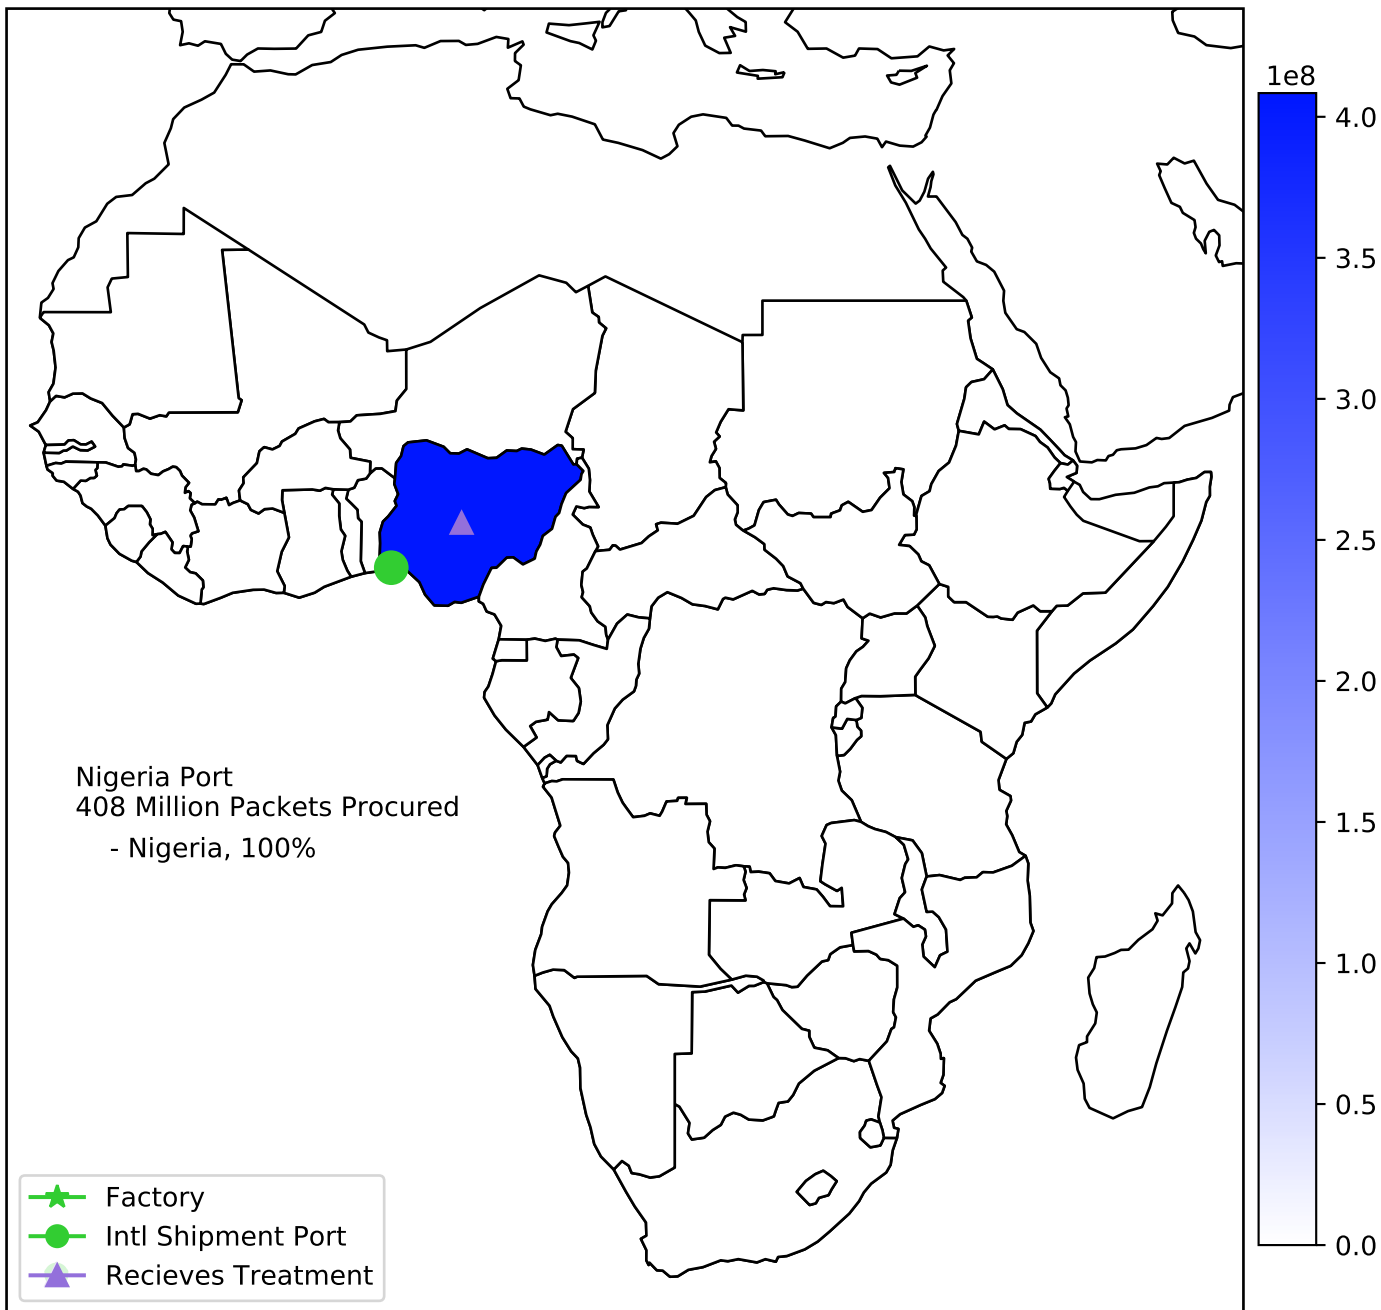 1e8
4.0
3.5
3.0
2.5
2.0
1.5
1.0
0.5
0.0
Nigeria Port
408 Million Packets Procured
- Nigeria, 100%
Factory
Intl Shipment Port
Recieves Treatment